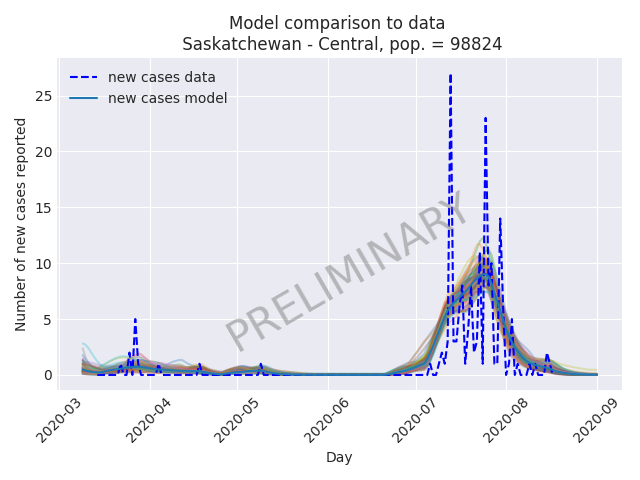 Model comparison to data
Saskatchewan - Central, pop. = 98824
new cases data
new cases model
Number of new cases reported
25
20
15
10
5
0
PRELIMINARY
2020-03
2020-04
2020-05
2020-06
2020-07
2020-08
2020-09
Day